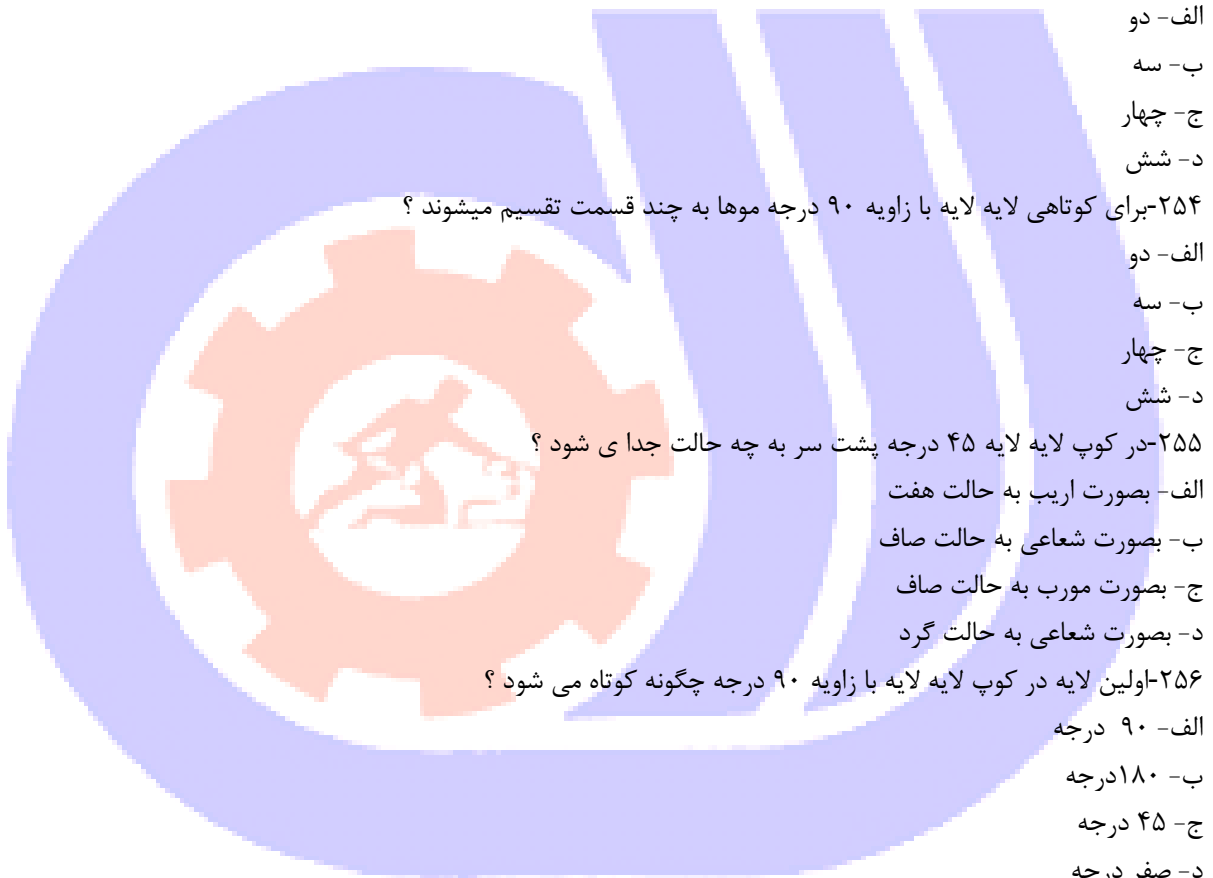 الف- دو
ب- سه
ج- چهار
د- شش
۲۵۴-برای کوتاهی لایه لایه با زاویه ۹۰ درجه موها به چند قسمت تقسیم میشوند ؟
الف- دو
ب- سه
ج- چهار
د- شش
۲۵۵-در کوپ لایه لایه ۴۵ درجه پشت سر به چه حالت جدا ی شود ؟
الف- بصورت اریب به حالت هفت
ب- بصورت شعاعی به حالت صاف
ج- بصورت مورب به حالت صاف
د- بصورت شعاعی به حالت گرد
۲۵۶-اولین لایه در کوپ لایه لایه با زاویه ۹۰ درجه چگونه کوتاه می شود ؟
الف- ۹۰ درجه
ب- ۱۸۰درجه
ج- ۴۵ درجه
د- صفر درجه